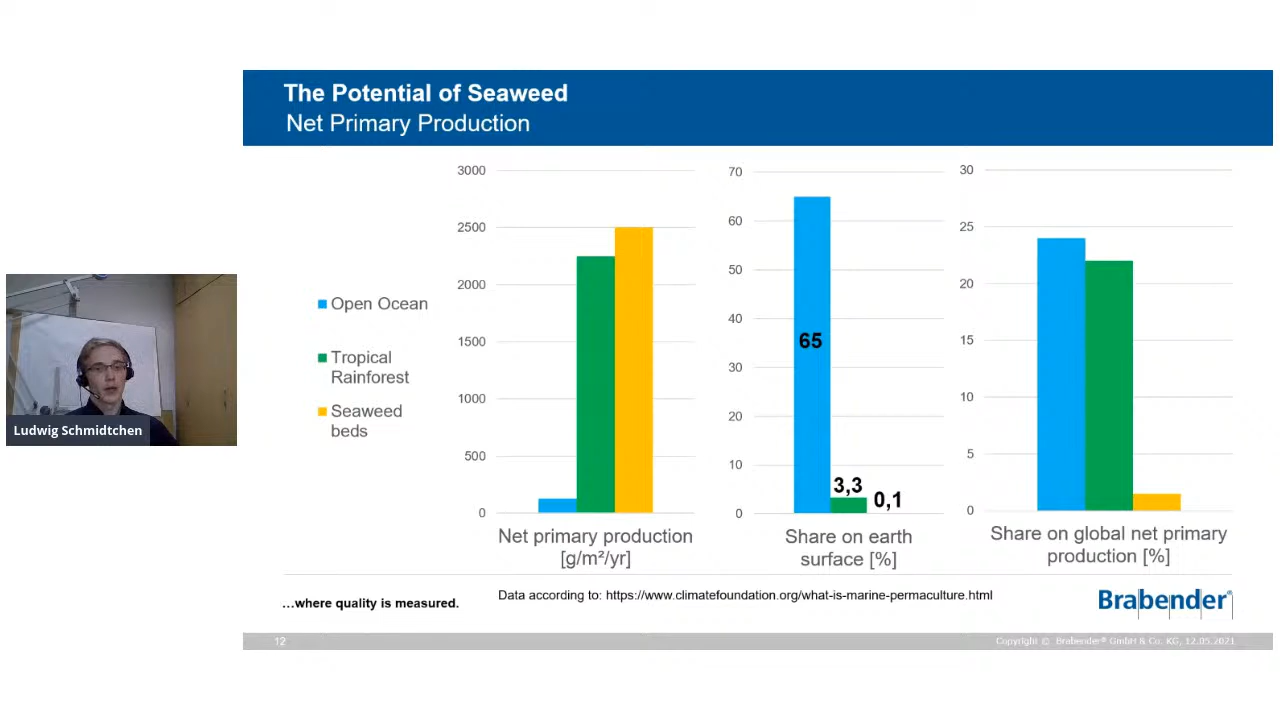 The Potential of Seaweed
Net Primary Production
Open Ocean
Tropical
Rainforest
Seaweed
beds
3000
2500
2000
1500
1000
500
0
Net primary production
[g/m²/yr]
70
60
50
40
30
20
10
0
65
3,3
0,1
Share on earth
surface [%]
30
25
20
15
10
5
0
Share on global net primary
production [%]
Ludwig Schmidtchen
...where quality is measured.
Data according to: https://www.climatefoundation.org/what-is-marine-permaculture.html
Brabender®
12
Copyright © Brabender® GmbH & Co. KG, 12.05.2021